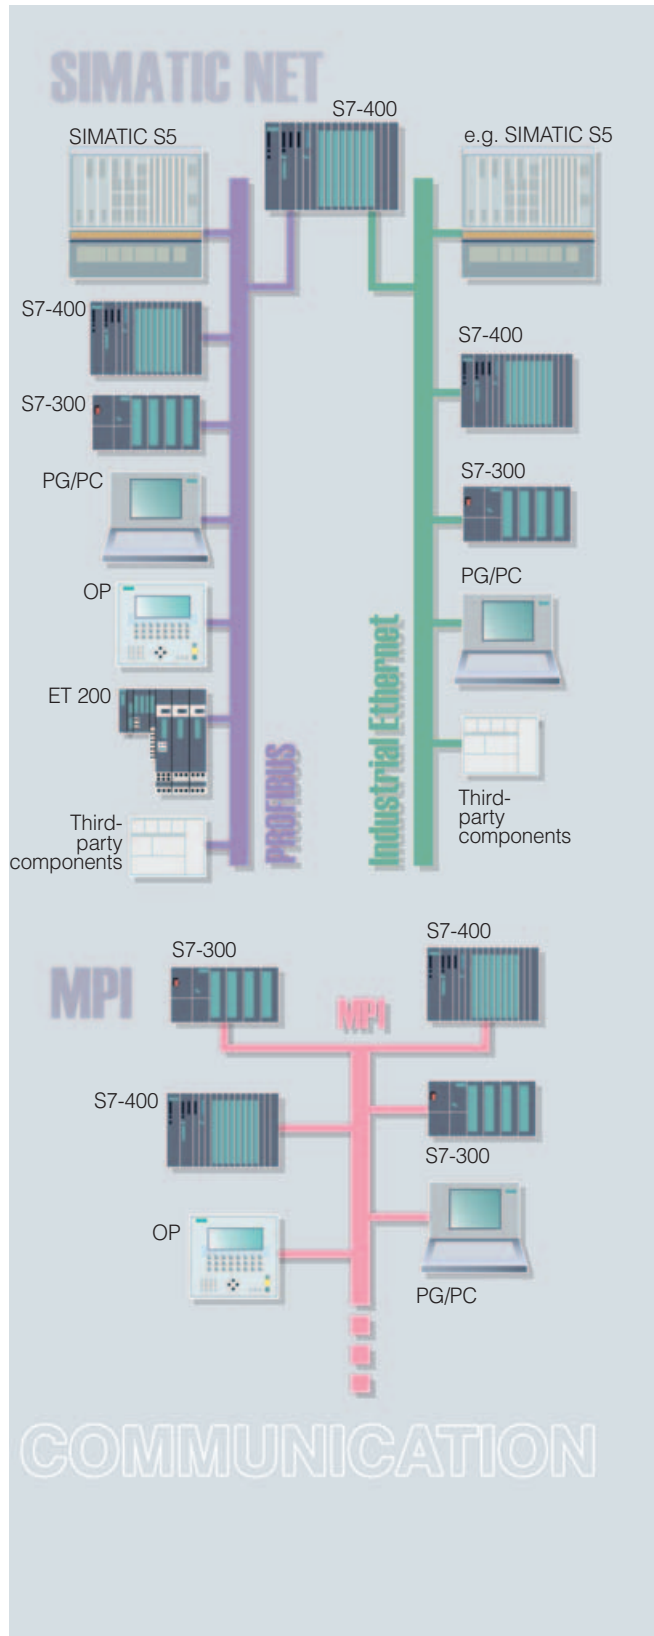 SIMATIC NET
S7-400
SIMATIC S5
e.g. SIMATIC S5
S7-400
S7-300
PG/PC
OP
ET 200
Third-
party
components
PROFIBUS
Industrial Ethernet
S7-400
S7-300
PG/PC
Third-
party
components
MPI
S7-300
S7-400
MPI
S7-400
S7-300
OP
PG/PC
COMMUNICATION